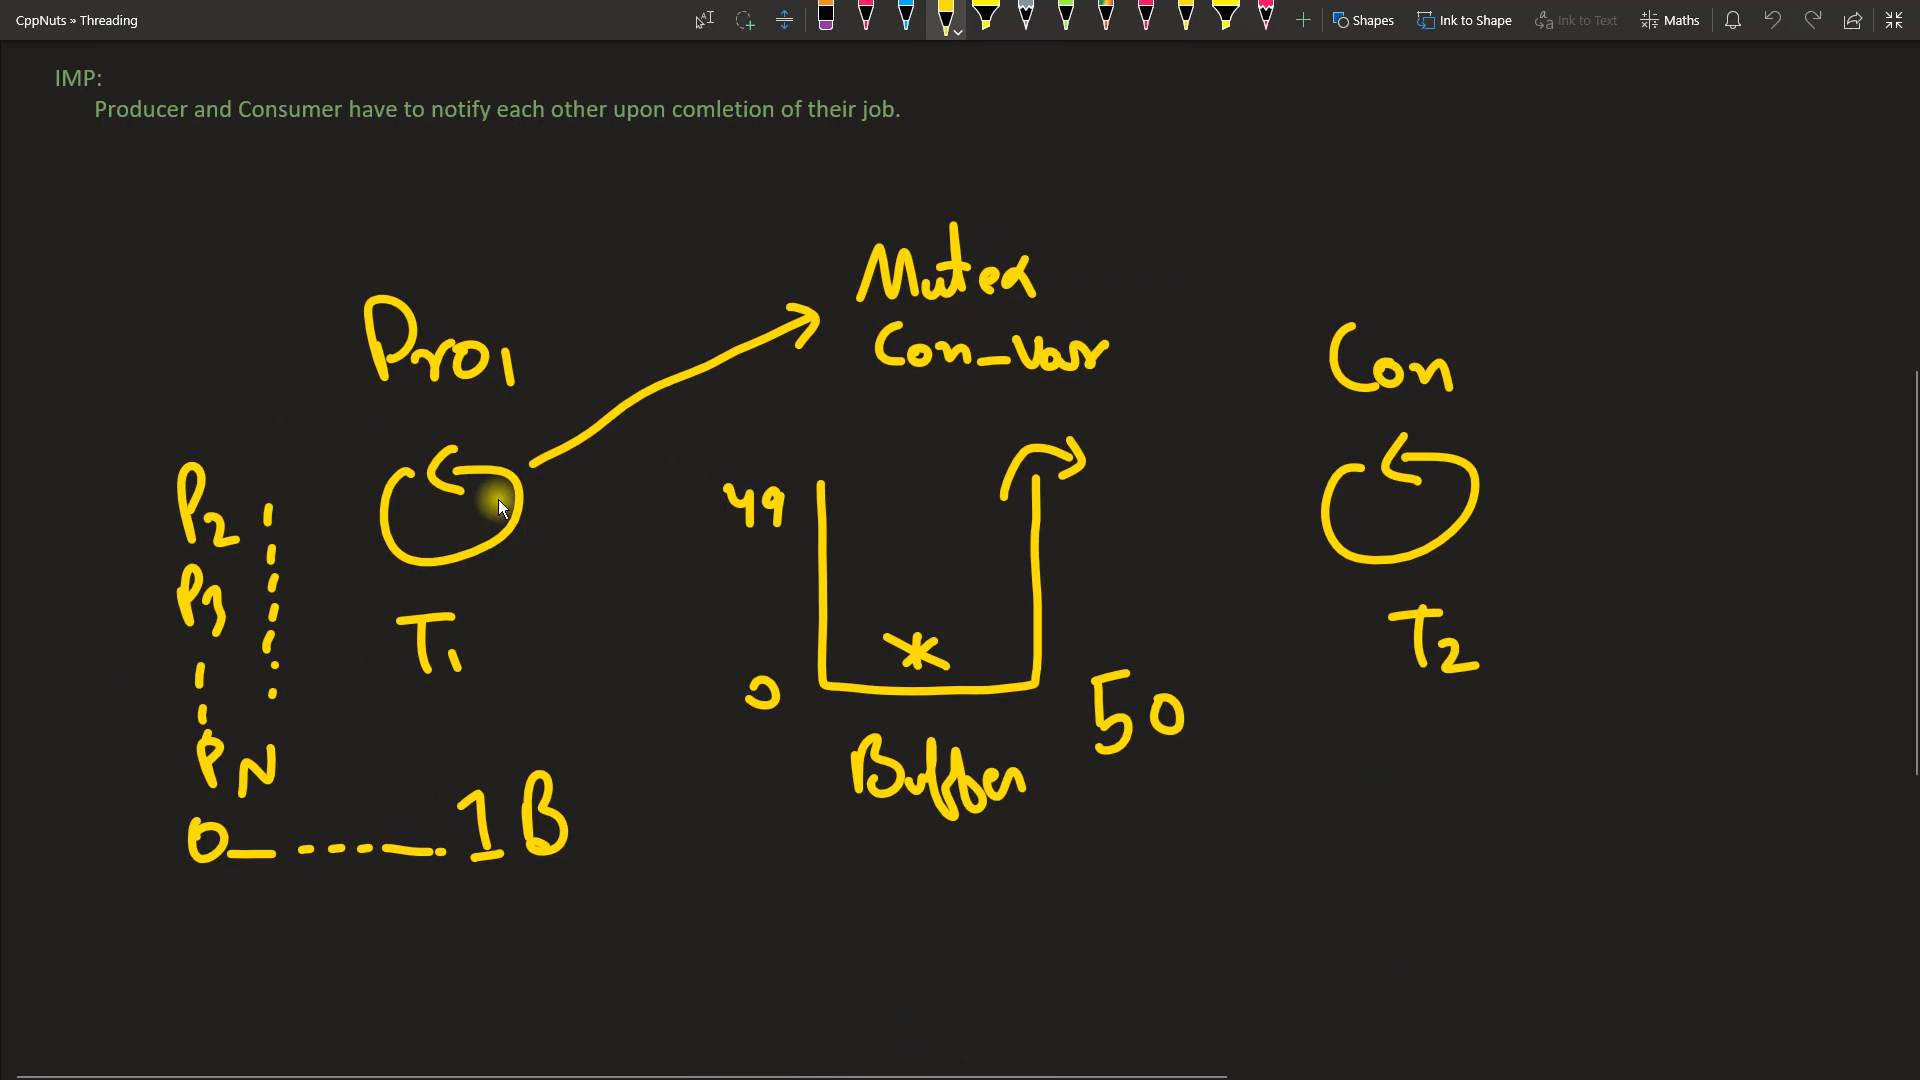 CppNuts » Threading
Shapes
Ink to Shape
Ink to Text
Maths
IMP:
Producer and Consumer have to notify each other upon comletion of their job.
Mutex
Con_Var
Pro1
Con
P2
49
P3
T1
T2
0
50
PN
Buffer
0 1B